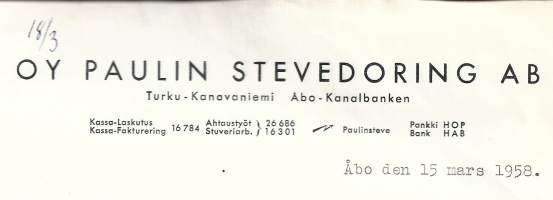 18/3
OY PAULIN STEVEDORING AB
Turku-Kanavaniemi Åbo-Kanalbanken
Kassa-Laskutus 16 784 Ahtaustyöt } 26 686 Paulinsteve Pankki HOP
Kassa-Fakturering Stuveriarb. } 16 301 Bank HAB
Åbo den 15 mars 1958.